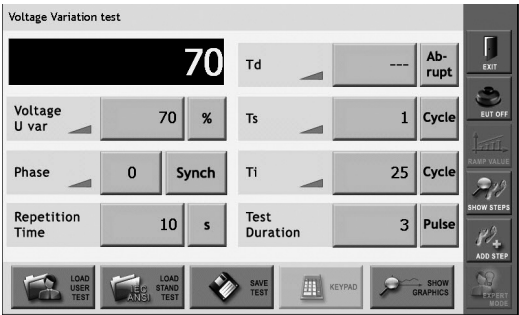 Voltage Variation test
70
Td --- Ab-
rupt
EXIT
Voltage
U var 70 %
Ts 1 Cycle
EUT OFF
RAMP VALUE
Phase 0 Synch
Ti 25 Cycle
SHOW STEPS
Repetition
Time 10 s
Test
Duration 3 Pulse
ADD STEP
LOAD
USER
TEST
IEC
ANSI
LOAD
STAND
TEST
SAVE
TEST
KEYPAD
SHOW
GRAPHICS
EXPERT
MODE